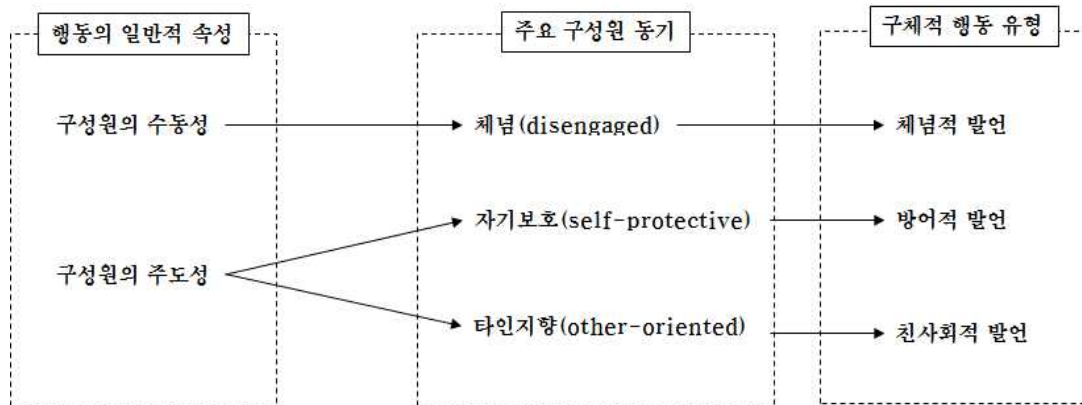 행동의 일반적 속성
주요 구성원 동기
구체적 행동 유형
구성원의 수동성
체념(disengaged)
체념적 발언
자기보호(self-protective)
방어적 발언
구성원의 주도성
타인지향(other-oriented)
친사회적 발언